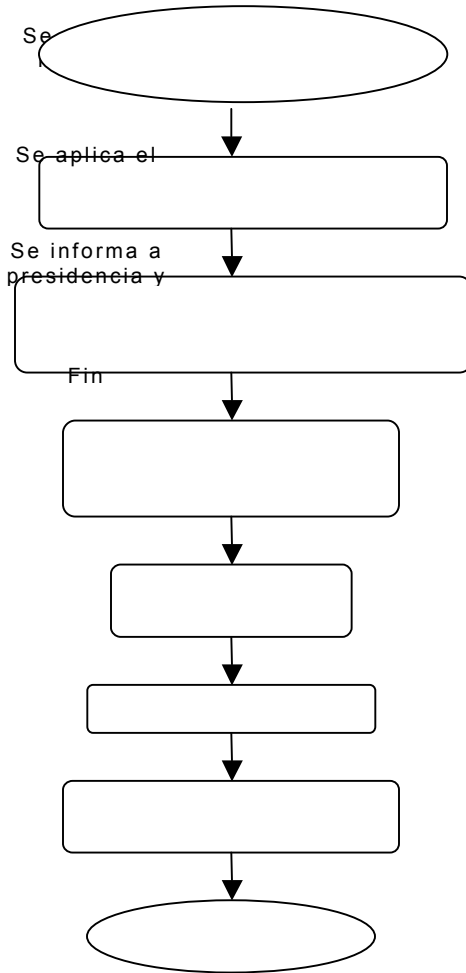 Se
Se aplica el
Se informa a
presidencia y
Fin